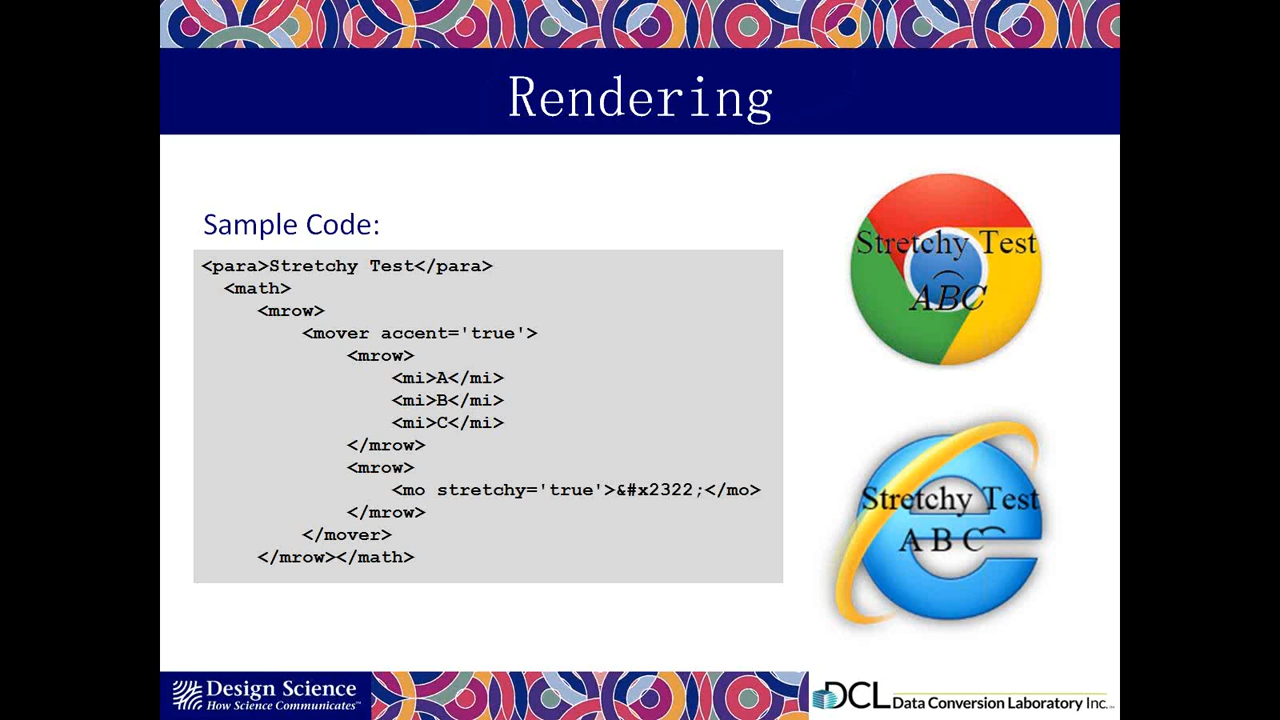 Rendering
Sample Code:
<para>Stretchy Test</para>
<math>
<mrow>
<mover accent='true'>
<mrow>
<mi>A</mi>
<mi>B</mi>
<mi>C</mi>
</mrow>
<mrow>
<mo stretchy='true'>&#x2322;</mo>
</mrow>
</mover>
</mrow></math>
Stretchy Test
ABC
Stretchy Test
A B C
Design Science
How Science Communicates™
DCL Data Conversion Laboratory Inc.